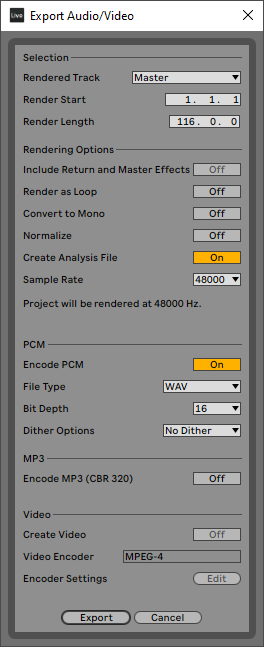 Live Export Audio/Video
Selection
Rendered Track Master
Render Start 1. 1. 1
Render Length 116. 0. 0
Rendering Options
Include Return and Master Effects Off
Render as Loop Off
Convert to Mono Off
Normalize Off
Create Analysis File On
Sample Rate 48000
Project will be rendered at 48000 Hz.
PCM
Encode PCM On
File Type WAV
Bit Depth 16
Dither Options No Dither
MP3
Encode MP3 (CBR 320) Off
Video
Create Video Off
Video Encoder MPEG-4
Encoder Settings Edit
Export Cancel